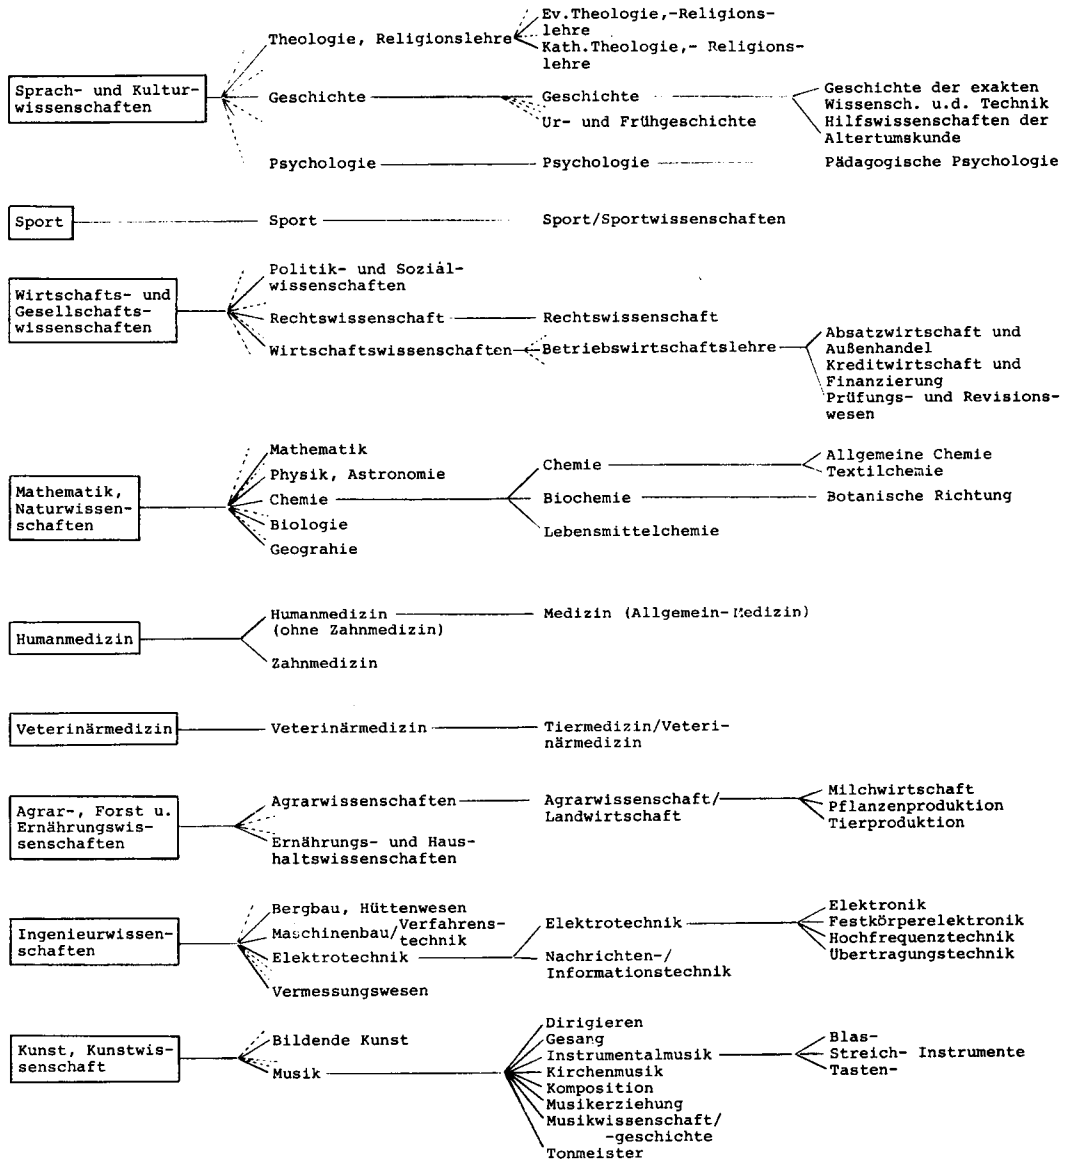 Ev.Theologie,-Religions-
lehre
Theologie, Religionslehre
Kath.Theologie,- Religions-
lehre
Sprach- und Kultur-
wissenschaften
Geschichte
Geschichte
Geschichte der exakten
Wissensch. u.d. Technik
Ur- und Frühgeschichte
Hilfswissenschaften der
Altertumskunde
Psychologie
Psychologie
Pädagogische Psychologie
Sport
Sport
Sport/Sportwissenschaften
Wirtschafts- und
Gesellschafts-
wissenschaften
Politik- und Sozial-
wissenschaften
Rechtswissenschaft
Rechtswissenschaft
Wirtschaftswissenschaften
Betriebswirtschaftslehre
Absatzwirtschaft und
Außenhandel
Kreditwirtschaft und
Finanzierung
Prüfungs- und Revisions-
wesen
Mathematik,
Naturwissen-
schaften
Mathematik
Physik, Astronomie
Chemie
Biologie
Geograhie
Chemie
Biochemie
Lebensmittelchemie
Allgemeine Chemie
Textilchemie
Botanische Richtung
Humanmedizin
Humanmedizin
(ohne Zahnmedizin)
Zahnmedizin
Medizin (Allgemein-Medizin)
Veterinärmedizin
Veterinärmedizin
Tiermedizin/Veteri-
närmedizin
Agrar-, Forst u.
Ernährungswis-
senschaften
Agrarwissenschaften
Ernährungs- und Haus-
haltswissenschaften
Agrarwissenschaft/
Landwirtschaft
Milchwirtschaft
Pflanzenproduktion
Tierproduktion
Ingenieurwissen-
schaften
Bergbau, Hüttenwesen
Maschinenbau/Verfahrens-
technik
Elektrotechnik
Vermessungswesen
Elektrotechnik
Nachrichten-/
Informationstechnik
Elektronik
Festkörperelektronik
Hochfrequenztechnik
Übertragungstechnik
Kunst, Kunstwis-
senschaft
Bildende Kunst
Musik
Dirigieren
Gesang
Instrumentalmusik
Kirchenmusik
Komposition
Musikerziehung
Musikwissenschaft/
-geschichte
Tonmeister
Blas-
Streich- Instrumente
Tasten-